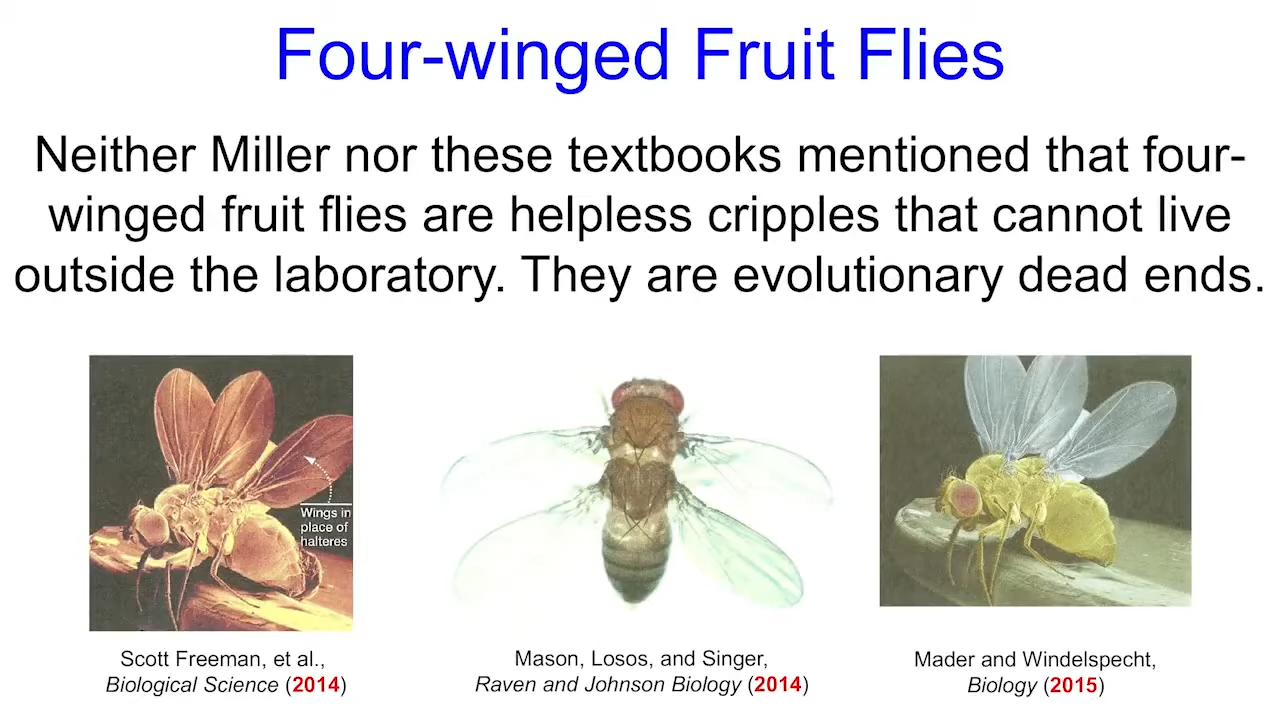 Four-winged Fruit Flies
Neither Miller nor these textbooks mentioned that four-
winged fruit flies are helpless cripples that cannot live
outside the laboratory. They are evolutionary dead ends.
Wings in
place of
halteres
Scott Freeman, et al.,
Biological Science (2014)
Mason, Losos, and Singer,
Raven and Johnson Biology (2014)
Mader and Windelspecht,
Biology (2015)